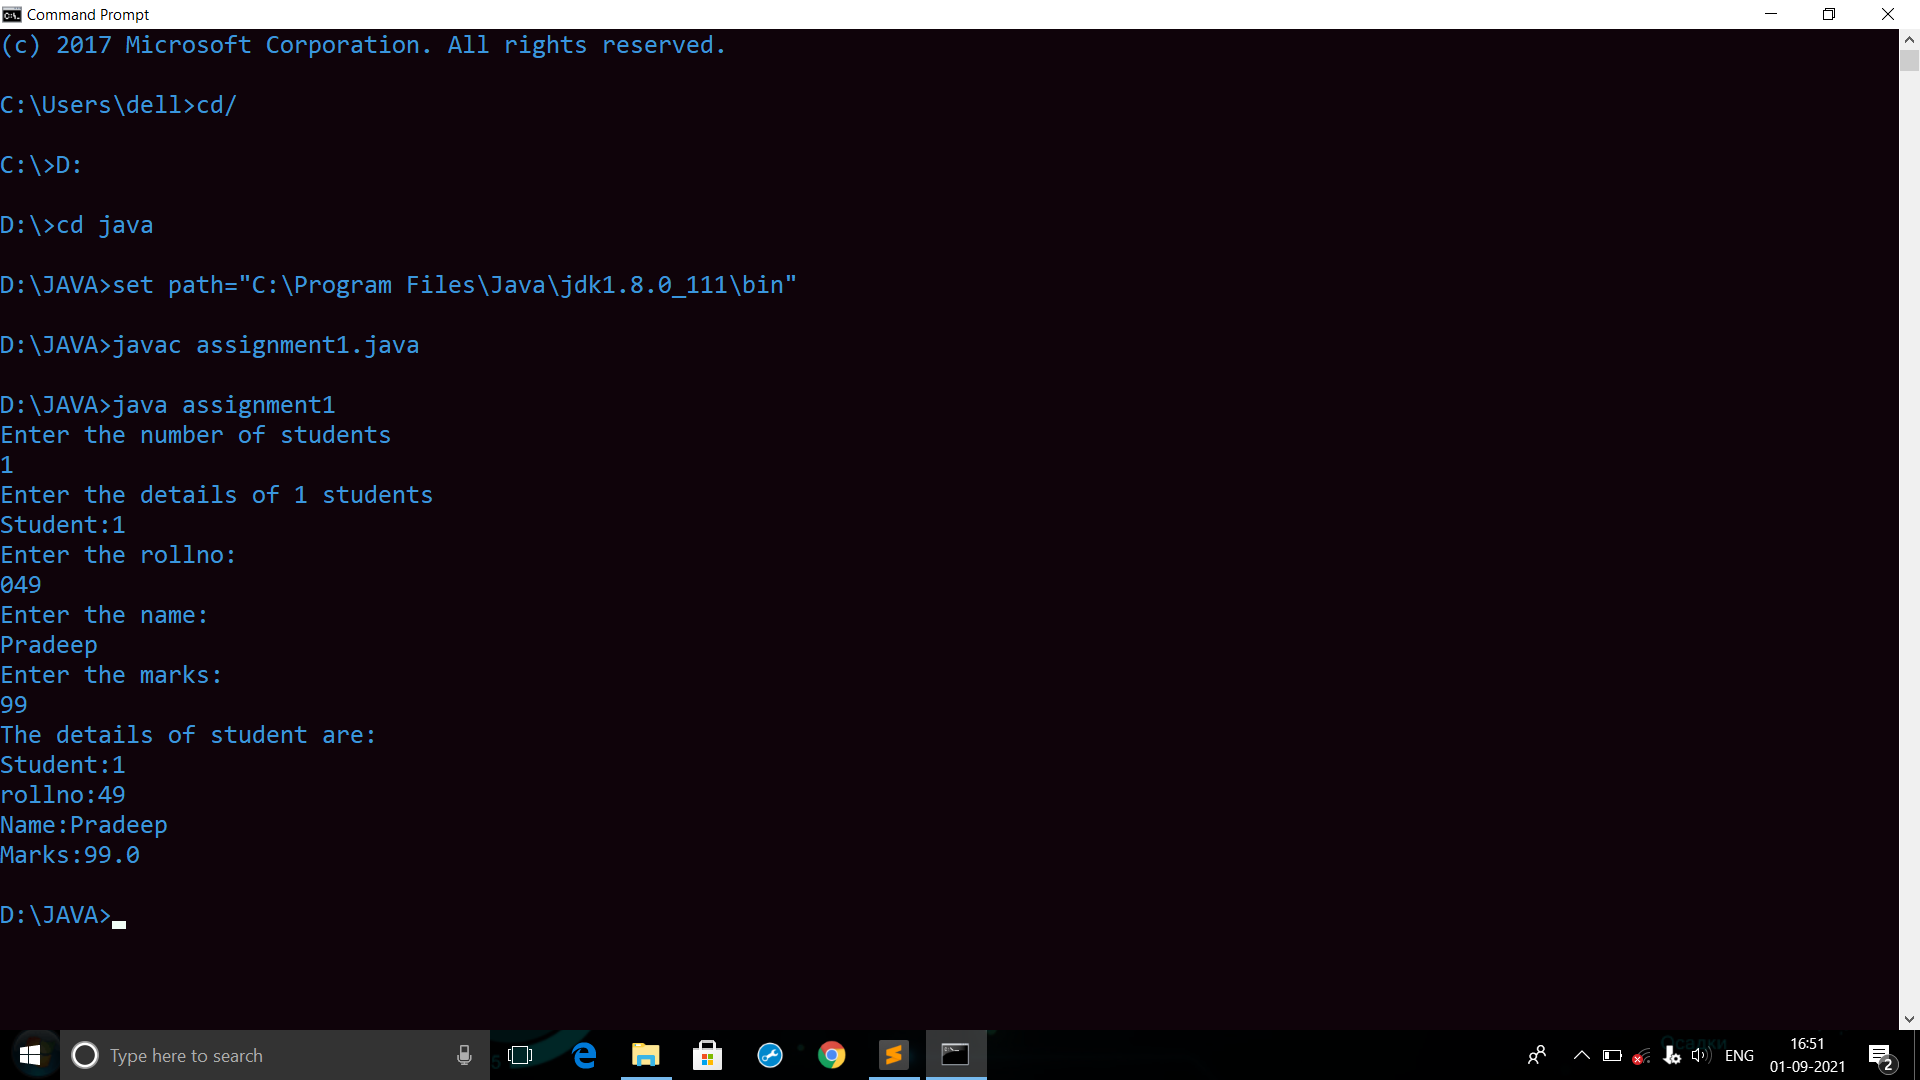 Command Prompt
(c) 2017 Microsoft Corporation. All rights reserved.
C:\Users\dell>cd/
C:\>D:
D:\>cd java
D:\JAVA>set path="C:\Program Files\Java\jdk1.8.0_111\bin"
D:\JAVA>javac assignment1.java
D:\JAVA>java assignment1
Enter the number of students
1
Enter the details of 1 students
Student:1
Enter the rollno:
049
Enter the name:
Pradeep
Enter the marks:
99
The details of student are:
Student:1
rollno:49
Name:Pradeep
Marks:99.0
D:\JAVA>
Type here to search
Осадки
ENG
16:51
01-09-2021
2